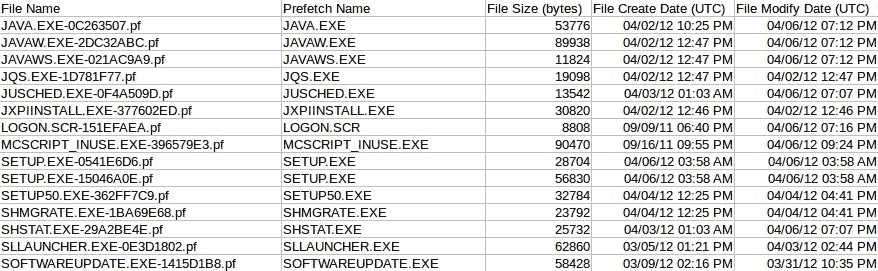 File Name Prefetch Name File Size (bytes) File Create Date (UTC) File Modify Date (UTC)
JAVA.EXE-0C263507.pf JAVA.EXE 53776 04/02/12 10:25 PM 04/06/12 07:12 PM
JAVAW.EXE-2DC32ABC.pf JAVAW.EXE 89938 04/02/12 12:47 PM 04/06/12 07:12 PM
JAVAWS.EXE-021AC9A9.pf JAVAWS.EXE 11824 04/02/12 12:47 PM 04/06/12 07:12 PM
JQS.EXE-1D781F77.pf JQS.EXE 19098 04/02/12 12:47 PM 04/02/12 12:47 PM
JUSCHED.EXE-0F4A509D.pf JUSCHED.EXE 13542 04/03/12 01:03 AM 04/06/12 07:07 PM
JXPIINSTALL.EXE-377602ED.pf JXPIINSTALL.EXE 30820 04/02/12 12:46 PM 04/02/12 12:46 PM
LOGON.SCR-151EFAEA.pf LOGON.SCR 8808 09/09/11 06:40 PM 04/06/12 07:16 PM
MCSCRIPT_INUSE.EXE-396579E3.pf MCSCRIPT_INUSE.EXE 90470 09/16/11 09:55 PM 04/06/12 09:24 PM
SETUP.EXE-0541E6D6.pf SETUP.EXE 28704 04/06/12 03:58 AM 04/06/12 03:58 AM
SETUP.EXE-15046A0E.pf SETUP.EXE 56830 04/06/12 03:58 AM 04/06/12 03:58 AM
SETUP50.EXE-362FF7C9.pf SETUP50.EXE 32784 04/04/12 12:25 PM 04/04/12 04:41 PM
SHMGRATE.EXE-1BA69E68.pf SHMGRATE.EXE 23792 04/04/12 12:25 PM 04/04/12 04:41 PM
SHSTAT.EXE-29A2BE4E.pf SHSTAT.EXE 25732 04/03/12 01:03 AM 04/06/12 07:07 PM
SLLAUNCHER.EXE-0E3D1802.pf SLLAUNCHER.EXE 62860 03/05/12 01:21 PM 04/03/12 02:44 PM
SOFTWAREUPDATE.EXE-1415D1B8.pf SOFTWAREUPDATE.EXE 58428 03/09/12 02:16 PM 03/31/12 10:35 PM